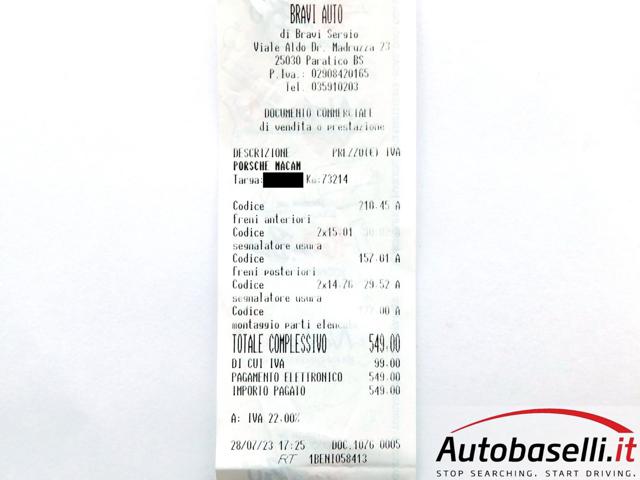 BRAVI AUTO
di Bravi Sergio
Viale Aldo Dr. Madruzza 23
25030 Paratico BS
P.Iva.: 02908420165
Tel. 035910203
DOCUMENTO COMMERCIALE
di vendita o prestazione
DESCRIZIONE PREZZO(€) IVA
PORSCHE MACAN
Targa: Km:73214
Codice 210.45 A
freni anteriori
Codice 2x15.01
segnalatore usura
Codice 157.01 A
freni posteriori
Codice 2x14.76 29.52 A
segnalatore usura
Codice A
montaggio parti
TOTALE COMPLESSIVO 549.00
DI CUI IVA 99.00
PAGAMENTO ELETTRONICO 549.00
IMPORTO PAGATO 549.00
A: IVA 22.00%
28/07/23 17:25 DOC.1076 0005
RT 1BENI058413
Autobaselli.it
STOP SEARCHING. START DRIVING.